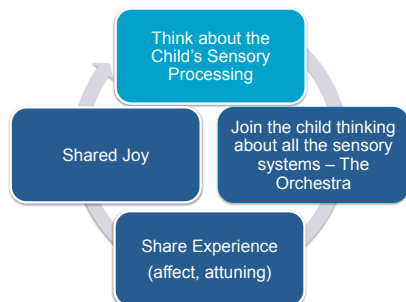 Think about the
Child's Sensory
Processing
Join the child thinking
about all the sensory
systems – The
Orchestra
Share Experience
(affect, attuning)
Shared Joy